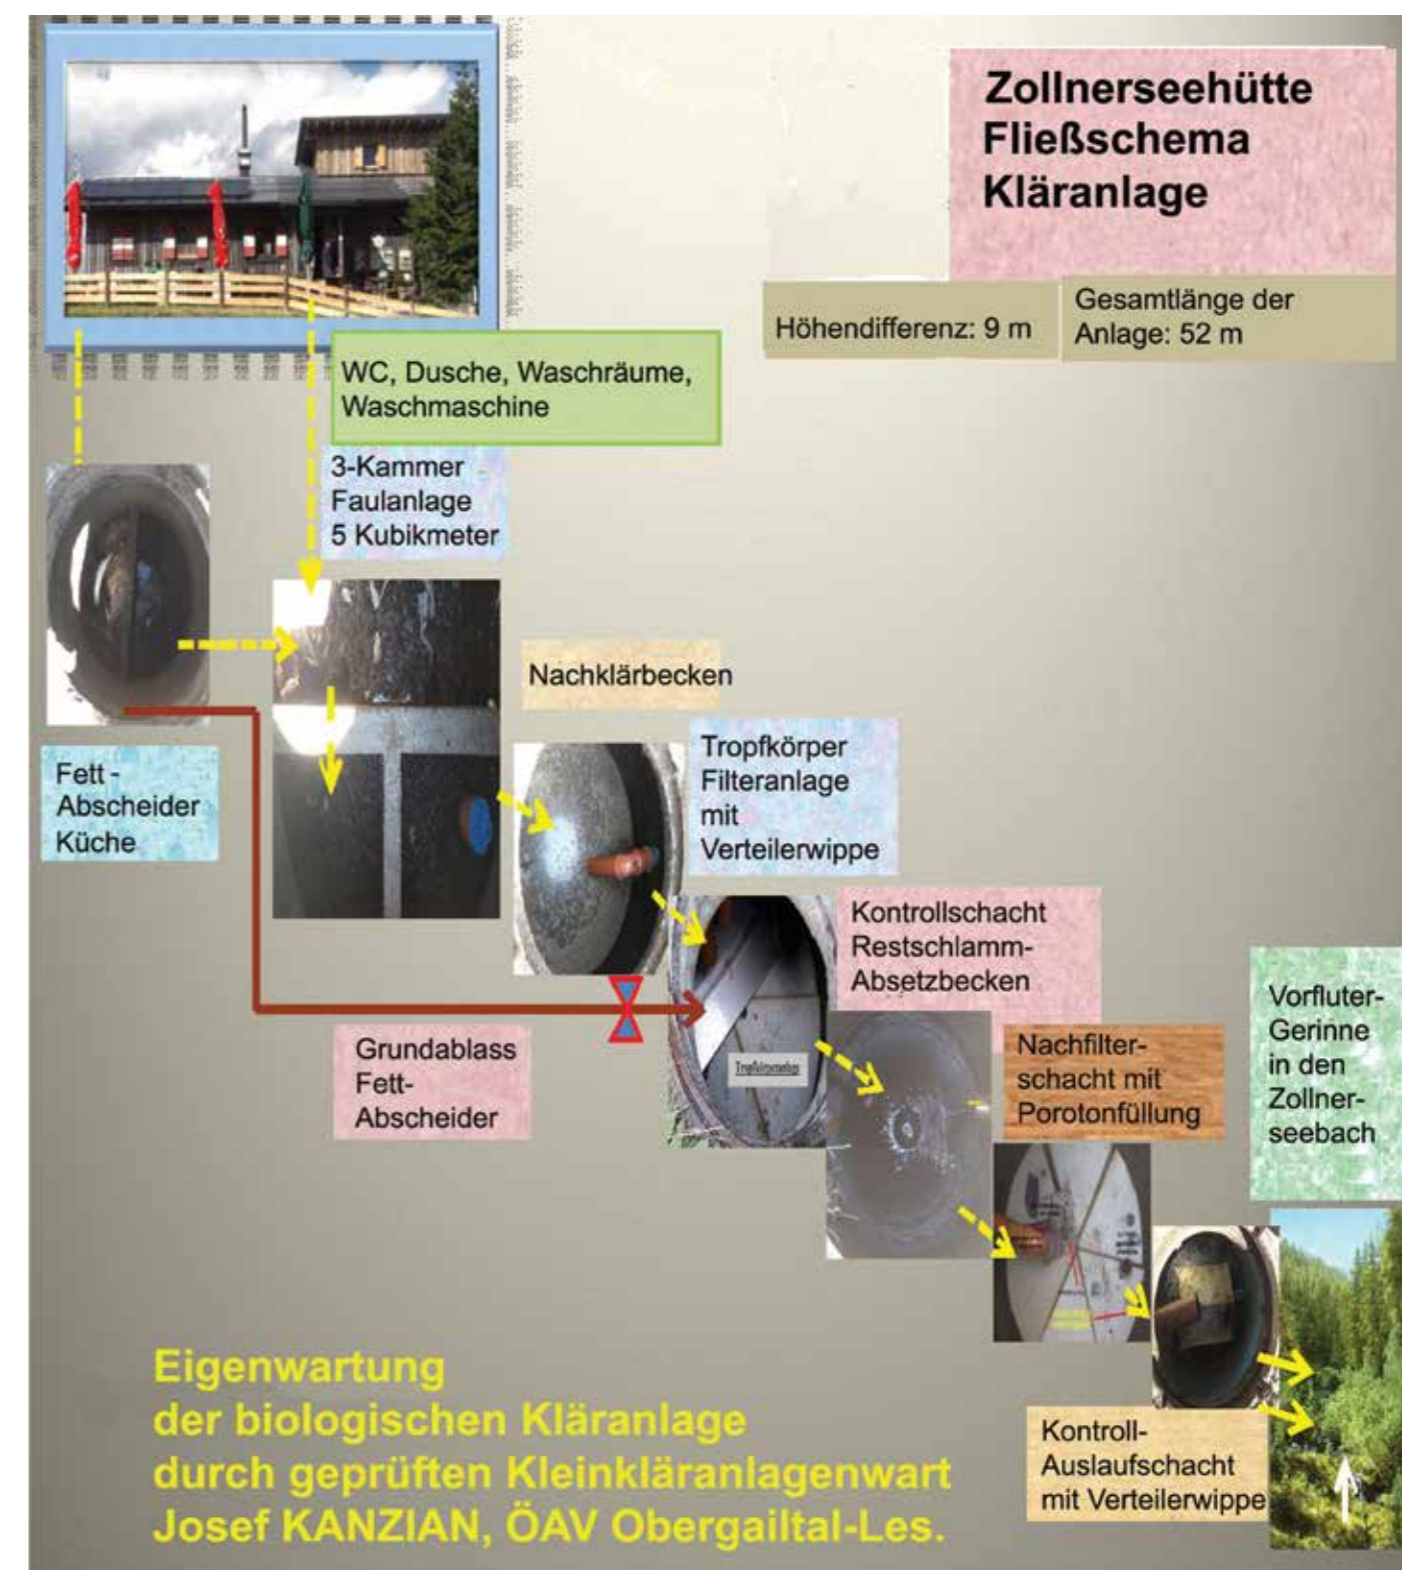 Zollnerseehütte
Fließschema
Kläranlage
Höhendifferenz: 9 m
Gesamtlänge der
Anlage: 52 m
WC, Dusche, Waschräume,
Waschmaschine
3-Kammer
Faulanlage
5 Kubikmeter
Nachklärbecken
Fett -
Abscheider
Küche
Tropfkörper
Filteranlage
mit
Verteilerwippe
Kontrollschacht
Restschlamm-
Absetzbecken
Grundablass
Fett-
Abscheider
Nachfilter-
schacht mit
Porotonfüllung
Vorfluter-
Gerinne
in den
Zollner-
seebach
Kontroll-
Auslaufschacht
mit Verteilerwippe
Eigenwartung
der biologischen Kläranlage
durch geprüften Kleinkläranlagenwart
Josef KANZIAN, ÖAV Obergailtal-Les.